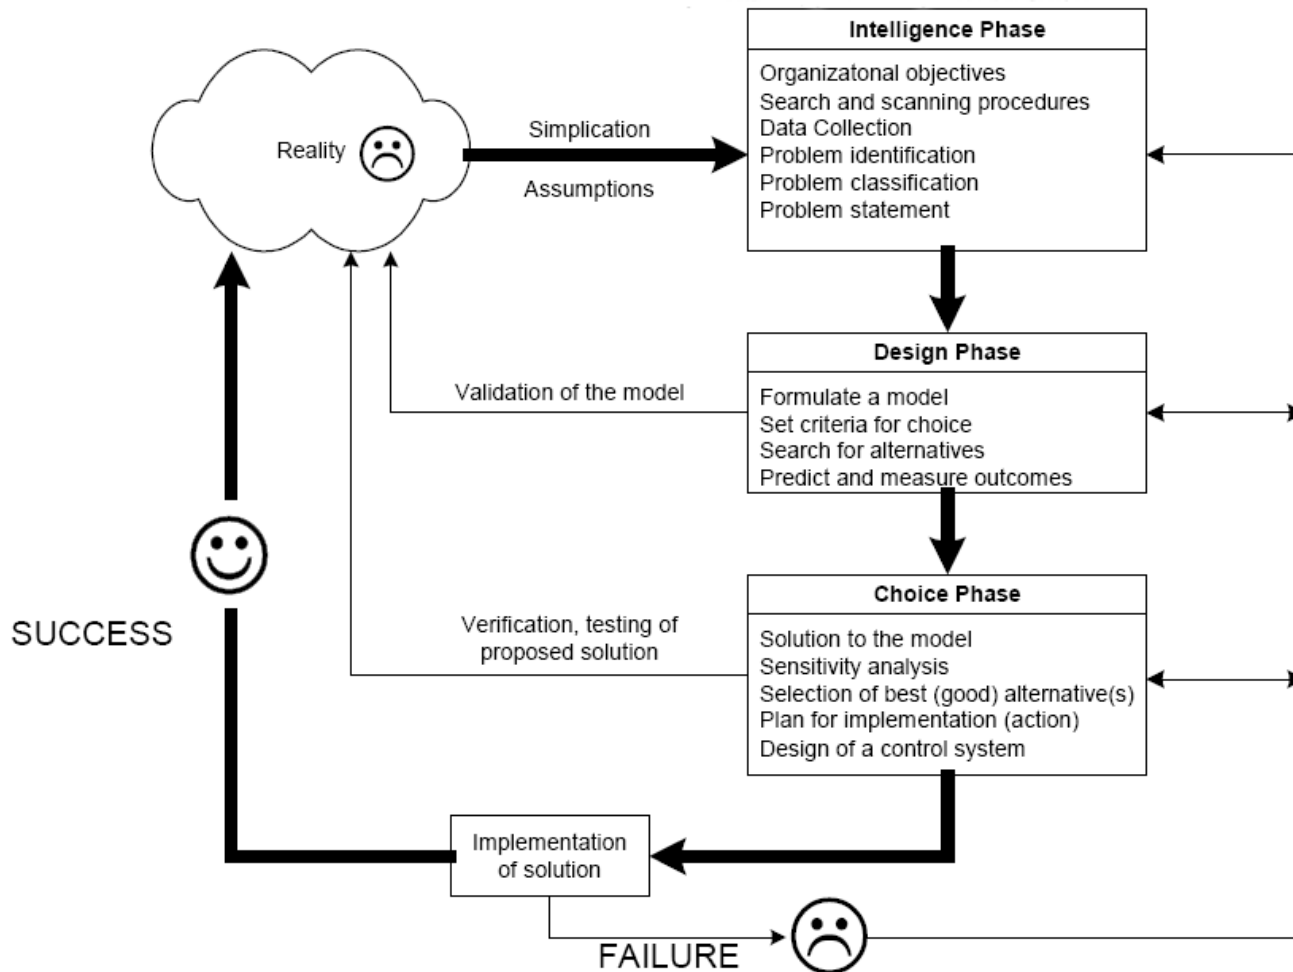 Reality
Simplication
Assumptions
Intelligence Phase
Organizatonal objectives
Search and scanning procedures
Data Collection
Problem identification
Problem classification
Problem statement
Design Phase
Formulate a model
Set criteria for choice
Search for alternatives
Predict and measure outcomes
Validation of the model
Choice Phase
Solution to the model
Sensitivity analysis
Selection of best (good) alternative(s)
Plan for implementation (action)
Design of a control system
Verification, testing of
proposed solution
SUCCESS
Implementation
of solution
FAILURE